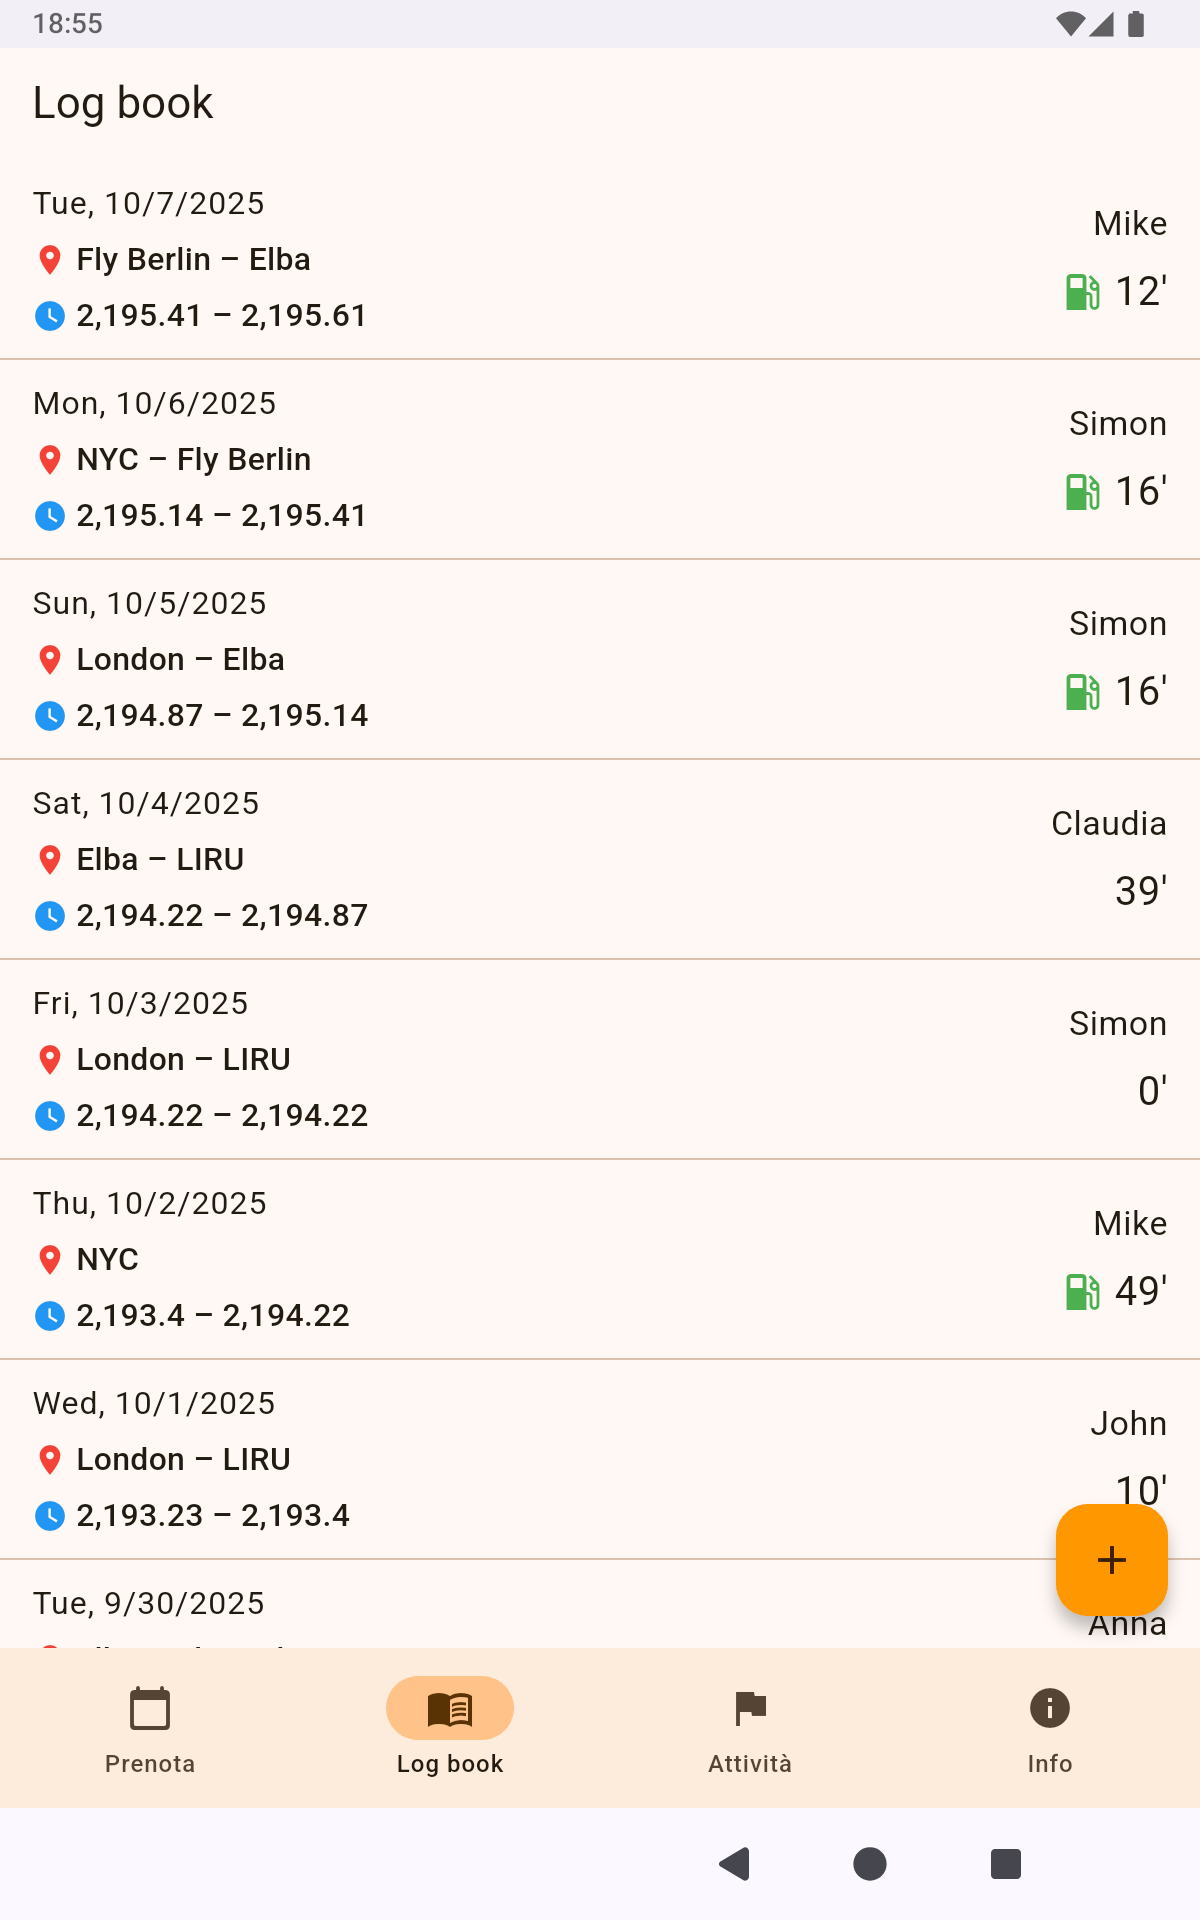 18:55
Log book
Tue, 10/7/2025
Mike
Fly Berlin – Elba
12'
2,195.41 – 2,195.61
Mon, 10/6/2025
Simon
NYC – Fly Berlin
16'
2,195.14 – 2,195.41
Sun, 10/5/2025
Simon
London – Elba
16'
2,194.87 – 2,195.14
Sat, 10/4/2025
Claudia
Elba – LIRU
39'
2,194.22 – 2,194.87
Fri, 10/3/2025
Simon
London – LIRU
0'
2,194.22 – 2,194.22
Thu, 10/2/2025
Mike
NYC
49'
2,193.4 – 2,194.22
Wed, 10/1/2025
John
London – LIRU
10'
2,193.23 – 2,193.4
Tue, 9/30/2025
Anna
Prenota
Log book
Attività
Info